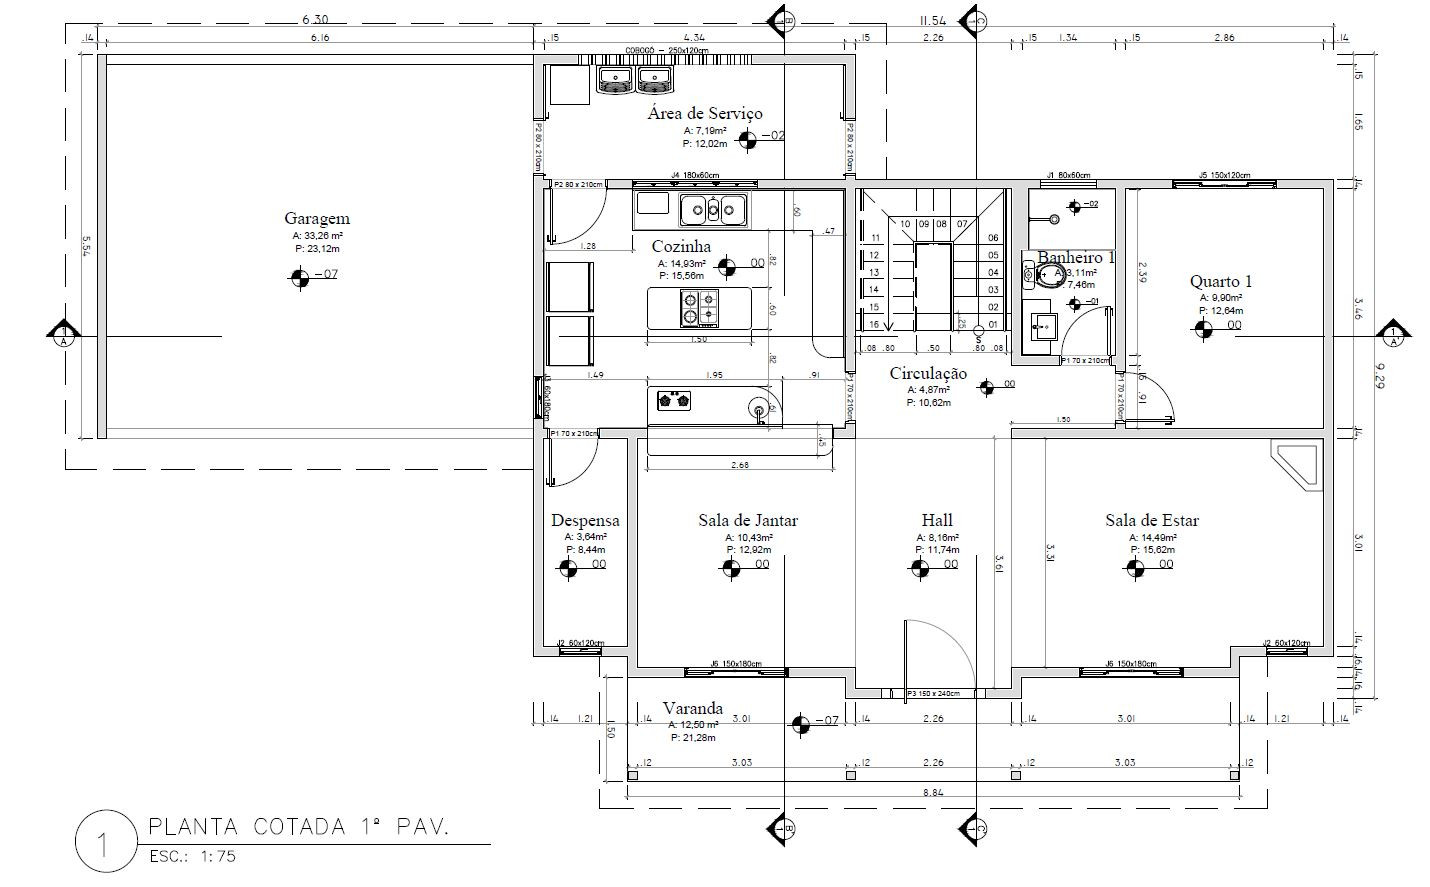 6.30
11.54
B
C
.14
6.16
.15
4.34
.15
2.26
.15
1.34
.15
2.86
.14
COBOGÓ - 250x120cm
.15
Área de Serviço
A: 7,19m²
P: 12,02m
-02
P2 80 x 210cm
P2 80 x 210cm
1.65
P2 80 x 210cm
J4 180x60cm
J1 80x60cm
J5 150x120cm
.14
Garagem
A: 33,26 m²
P: 23,12m
-07
5.54
1.28
.60
.47
Cozinha
A: 14,93m²
P: 15,56m
00
.82
.60
1.50
.82
10 09 08 07
11
12
13
14
15
16
06
05
04
03
02
01
.25
S
.08 .80 .50 .80 .08
-02
Banheiro 1
A: 3,11m²
P: 7,46m
-01
P1 70 x 210cm
2.39
Quarto 1
A: 9,90m²
P: 12,64m
00
3.46
9.29
1
A
1
A'
1.49
1.95
.91
J3 60x180cm
.61
P1 70 x 210cm
Circulação
A: 4,87m²
P: 10,62m
00
P1 70 x 210cm
.16
.91
1.50
P1 70 x 210cm
.45
2.68
.14
Despensa
A: 3,64m²
P: 8,44m
00
Sala de Jantar
A: 10,43m²
P: 12,92m
00
Hall
A: 8,16m²
P: 11,74m
00
3.61
3.31
Sala de Estar
A: 14,49m²
P: 15,62m
00
3.01
J2 60x120cm
J2 60x120cm
J6 150x180cm
J6 150x180cm
P3 150 x 240cm
.14
.16
.14
.16
.14
Varanda
A: 12,50 m²
P: 21,28m
-07
.14 1.21 .14 3.01 .14 2.26 .14 3.01 .14 1.21 .14
1.50
.12 3.03 .12 2.26 .12 3.03 .12
8.84
1
B'
1
C'
1
PLANTA COTADA 1º PAV.
ESC.: 1:75